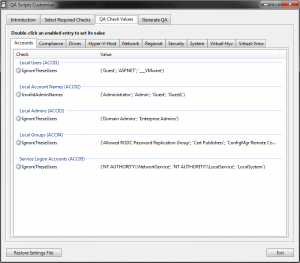 QA Scripts Customiser
Introduction Select Required Checks QA Check Values Generate QA
Double-click an enabled entry to set its value
Accounts Compliance Drives Hyper-V-Host Network Regional Security System Virtual-Hyv Virtual-Vmw
Check Value
Local Users (ACC01)
IgnoreTheseUsers ('Guest'; 'ASPNET'; '__VMware')
Local Account Names (ACC02)
InvalidAdminNames ('Administrator'; 'Admin'; 'Guest'; 'Guest1')
Local Admins (ACC03)
IgnoreTheseUsers ('Domain Admins'; 'Enterprise Admins')
Local Groups (ACC04)
IgnoreTheseUsers ('Allowed RODC Password Replication Group'; 'Cert Publishers'; 'ConfigMgr Remote Co...
Service Logon Accounts (ACC05)
IgnoreTheseUsers ('NT AUTHORITY\NetworkService'; 'NT AUTHORITY\LocalService'; 'LocalSystem')
Restore Settings File Exit